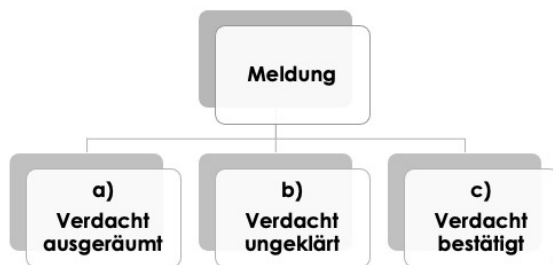 Meldung
a)
Verdacht
ausgeräumt
b)
Verdacht
ungeklärt
c)
Verdacht
bestätigt